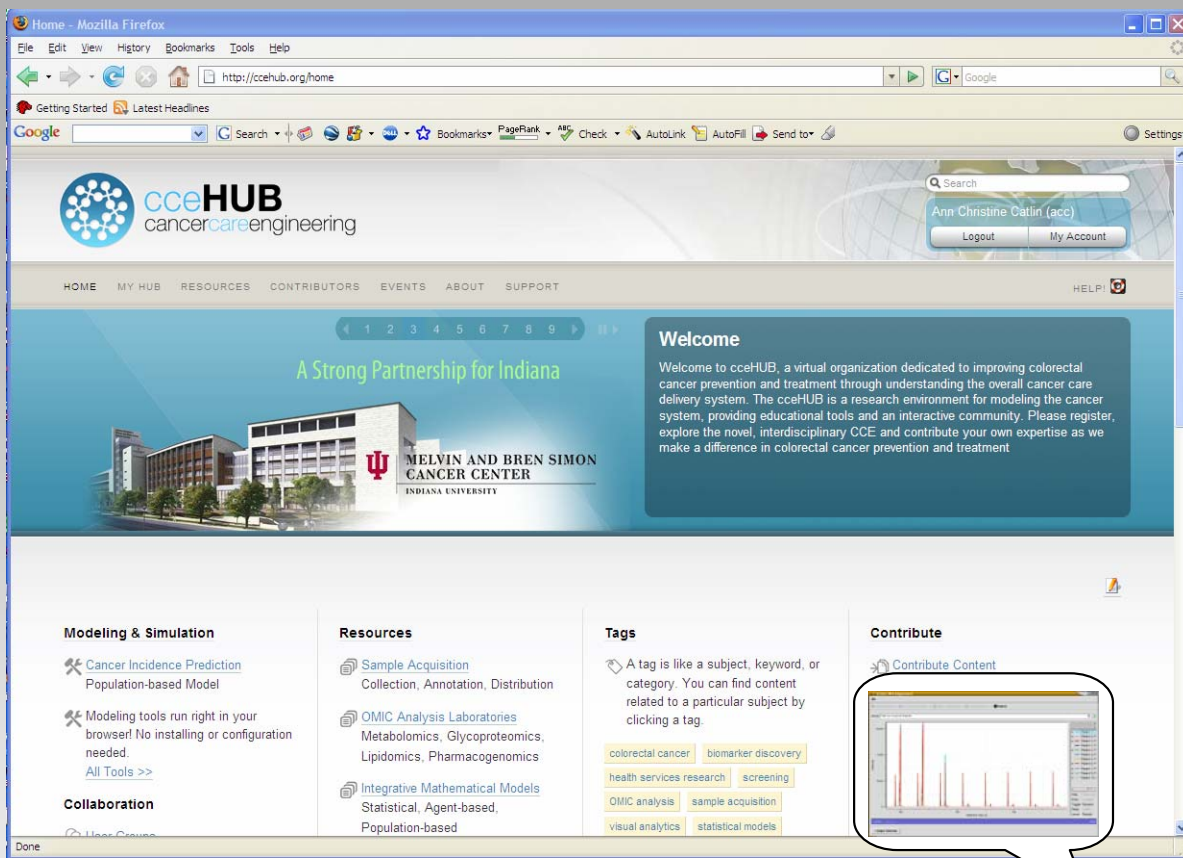 Home - Mozilla Firefox
File Edit View History Bookmarks Tools Help
http://ccehub.org/home
Google
Getting Started Latest Headlines
Google Search Bookmarks PageRank ABC Check AutoLink AutoFill Send to Settings
cceHUB
cancercareengineering
Search
Ann Christine Catlin (acc)
Logout My Account
HOME MY HUB RESOURCES CONTRIBUTORS EVENTS ABOUT SUPPORT HELP!
1 2 3 4 5 6 7 8 9
A Strong Partnership for Indiana
MELVIN AND BREN SIMON
CANCER CENTER
INDIANA UNIVERSITY
Welcome
Welcome to cceHUB, a virtual organization dedicated to improving colorectal
cancer prevention and treatment through understanding the overall cancer care
delivery system. The cceHUB is a research environment for modeling the cancer
system, providing educational tools and an interactive community. Please register,
explore the novel, interdisciplinary CCE and contribute your own expertise as we
make a difference in colorectal cancer prevention and treatment
Modeling & Simulation
Cancer Incidence Prediction
Population-based Model
Modeling tools run right in your
browser! No installing or configuration
needed.
All Tools >>
Collaboration
User Groups
Resources
Sample Acquisition
Collection, Annotation, Distribution
OMIC Analysis Laboratories
Metabolomics, Glycoproteomics,
Lipidomics, Pharmacogenomics
Integrative Mathematical Models
Statistical, Agent-based,
Population-based
Tags
A tag is like a subject, keyword, or
category. You can find content
related to a particular subject by
clicking a tag.
colorectal cancer biomarker discovery
health services research screening
OMIC analysis sample acquisition
visual analytics statistical models
Contribute
Contribute Content
Done